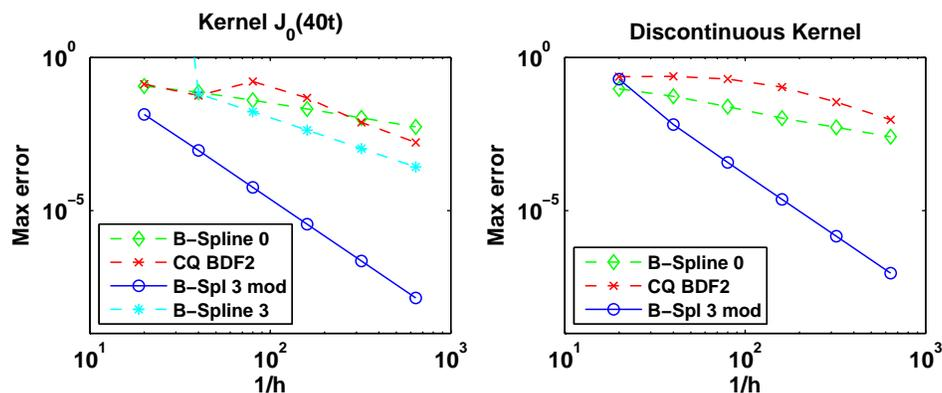 Kernel J0(40t)
10^0
10^−5
Max error
B−Spline 0
CQ BDF2
B−Spl 3 mod
B−Spline 3
10^1
10^2
10^3
1/h
Discontinuous Kernel
10^0
10^−5
Max error
B−Spline 0
CQ BDF2
B−Spl 3 mod
10^1
10^2
10^3
1/h